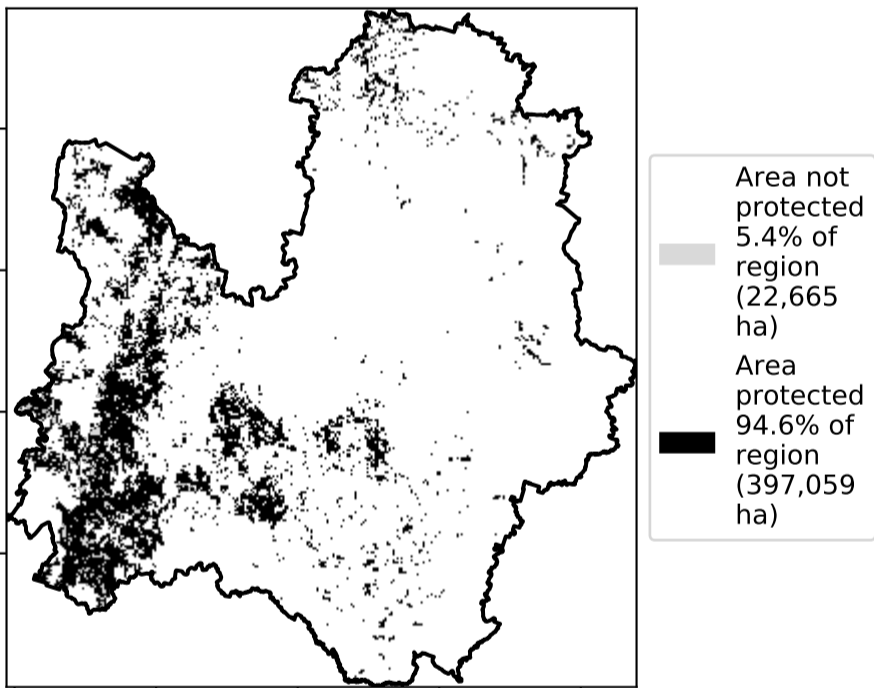 Area not
protected
5.4% of
region
(22,665
ha)
Area
protected
94.6% of
region
(397,059
ha)